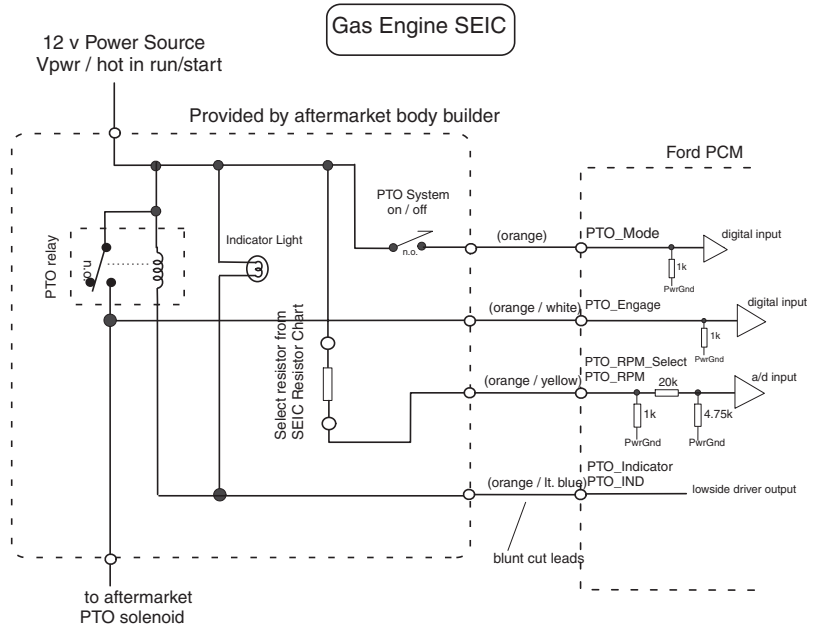 Gas Engine SEIC
12 v Power Source
Vpwr / hot in run/start
Provided by aftermarket body builder
Ford PCM
PTO System
on / off
n.o.
(orange)
PTO_Mode
digital input
1k
PwrGnd
PTO relay
n.o.
Indicator Light
(orange / white)
PTO_Engage
digital input
1k
PwrGnd
Select resistor from
SEIC Resistor Chart
(orange / yellow)
PTO_RPM_Select
PTO_RPM
20k
a/d input
1k
4.75k
PwrGnd
PwrGnd
(orange / lt. blue)
PTO_Indicator
PTO_IND
lowside driver output
blunt cut leads
to aftermarket
PTO solenoid